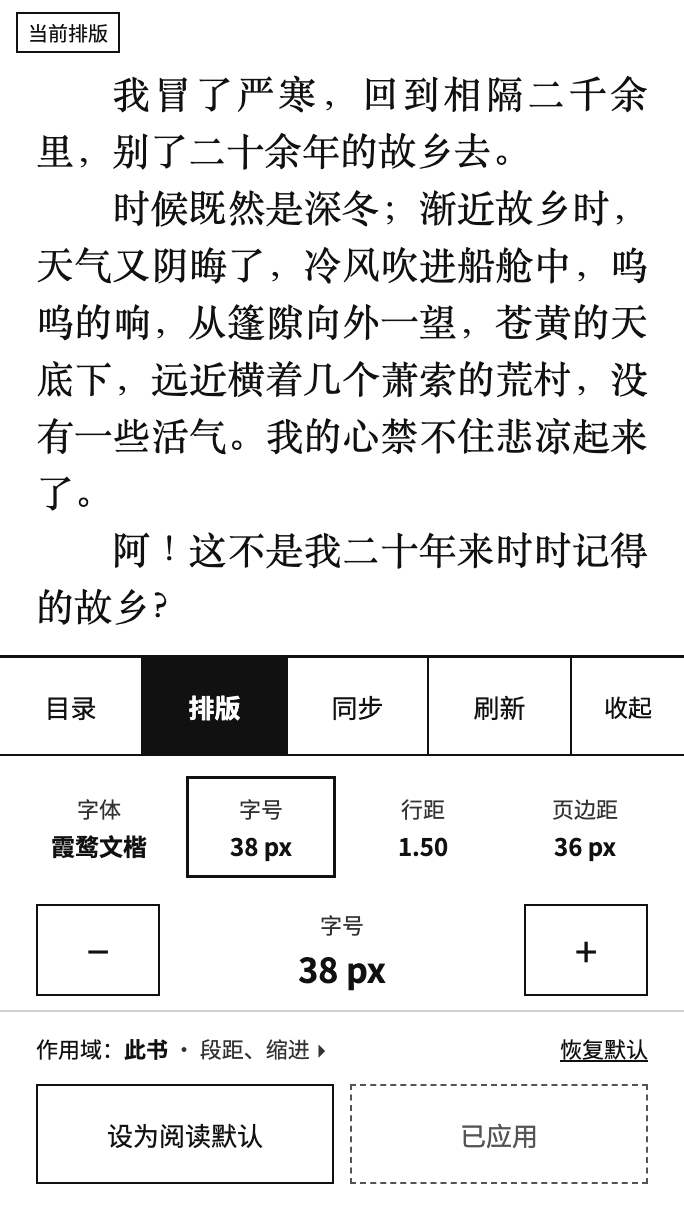 当前排版
我冒了严寒，回到相隔二千余
里，别了二十余年的故乡去。
时候既然是深冬；渐近故乡时，
天气又阴晦了，冷风吹进船舱中，呜
呜的响，从篷隙向外一望，苍黄的天
底下，远近横着几个萧索的荒村，没
有一些活气。我的心禁不住悲凉起来
了。
阿！这不是我二十年来时时记得
的故乡？
目录 排版 同步 刷新 收起
字体 字号 行距 页边距
霞鹜文楷 38 px 1.50 36 px
字号
− 38 px +
作用域：此书 · 段距、缩进 ▸ 恢复默认
设为阅读默认 已应用